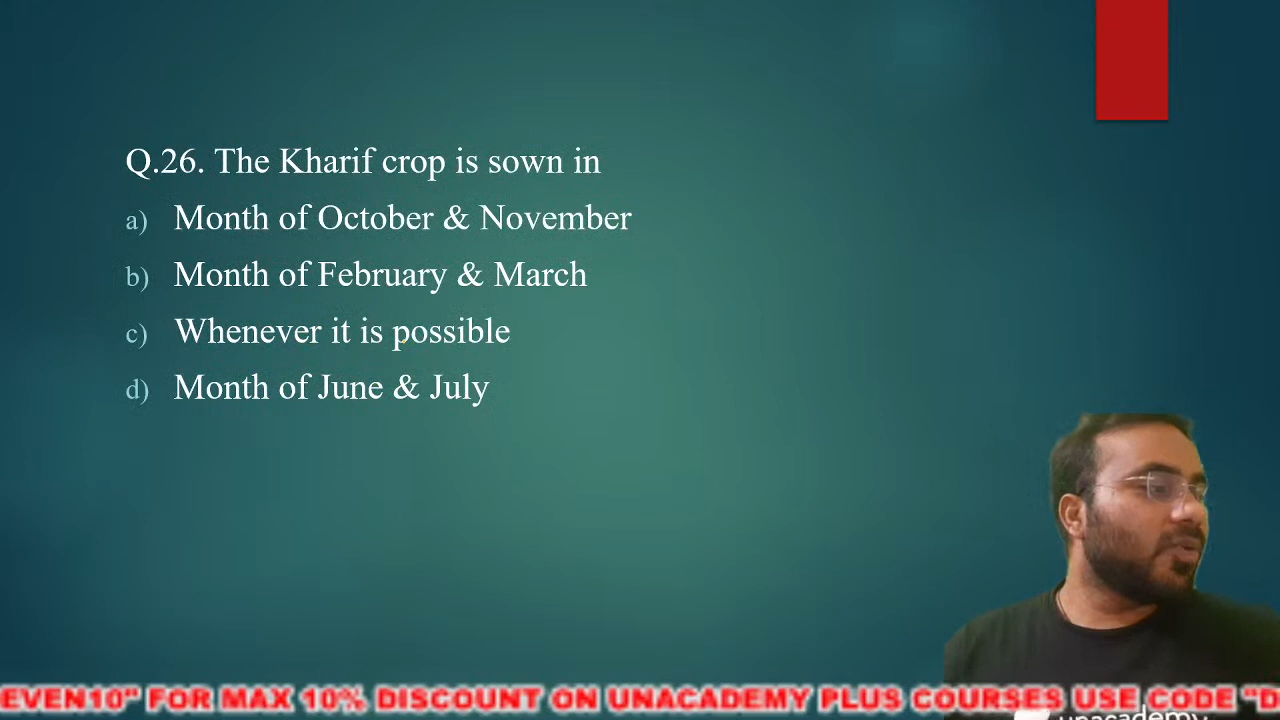 Q.26. The Kharif crop is sown in
a) Month of October & November
b) Month of February & March
c) Whenever it is possible
d) Month of June & July
EVEN10" FOR MAX 10% DISCOUNT ON UNACADEMY PLUS COURSES USE CODE "D
unacademy